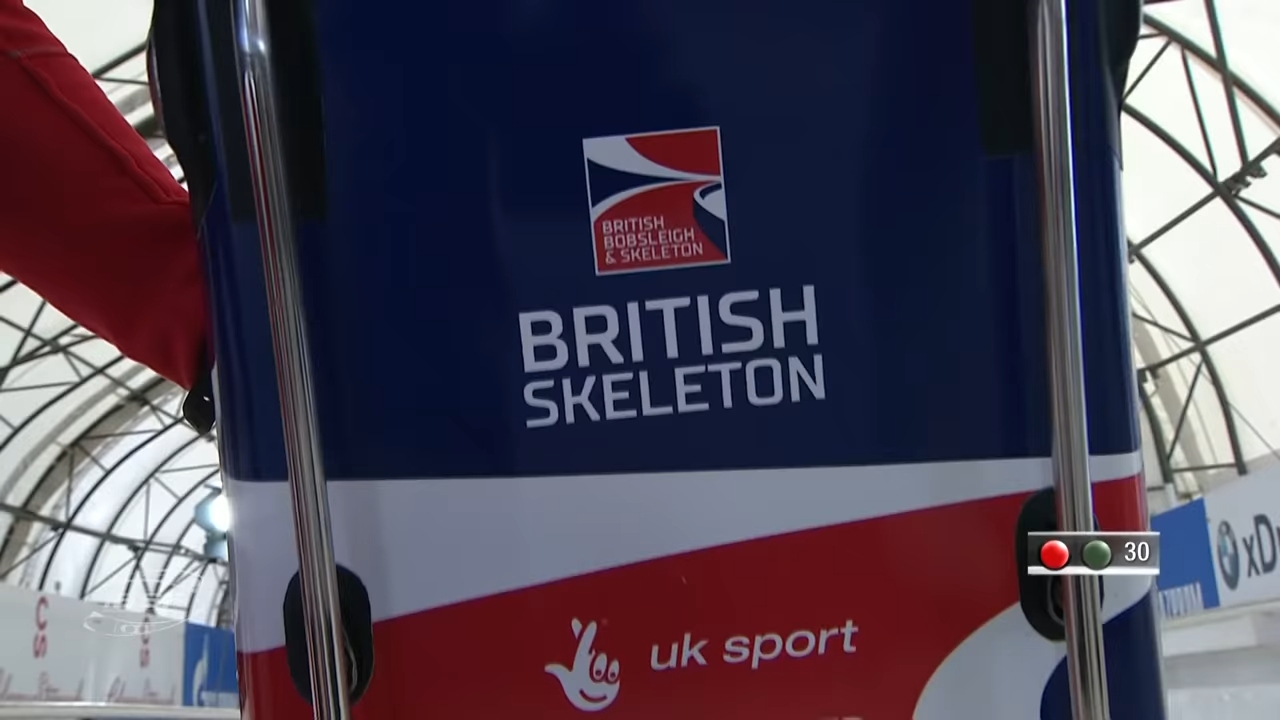 BRITISH
BOBSLEIGH
& SKELETON
BRITISH
SKELETON
30
uk sport